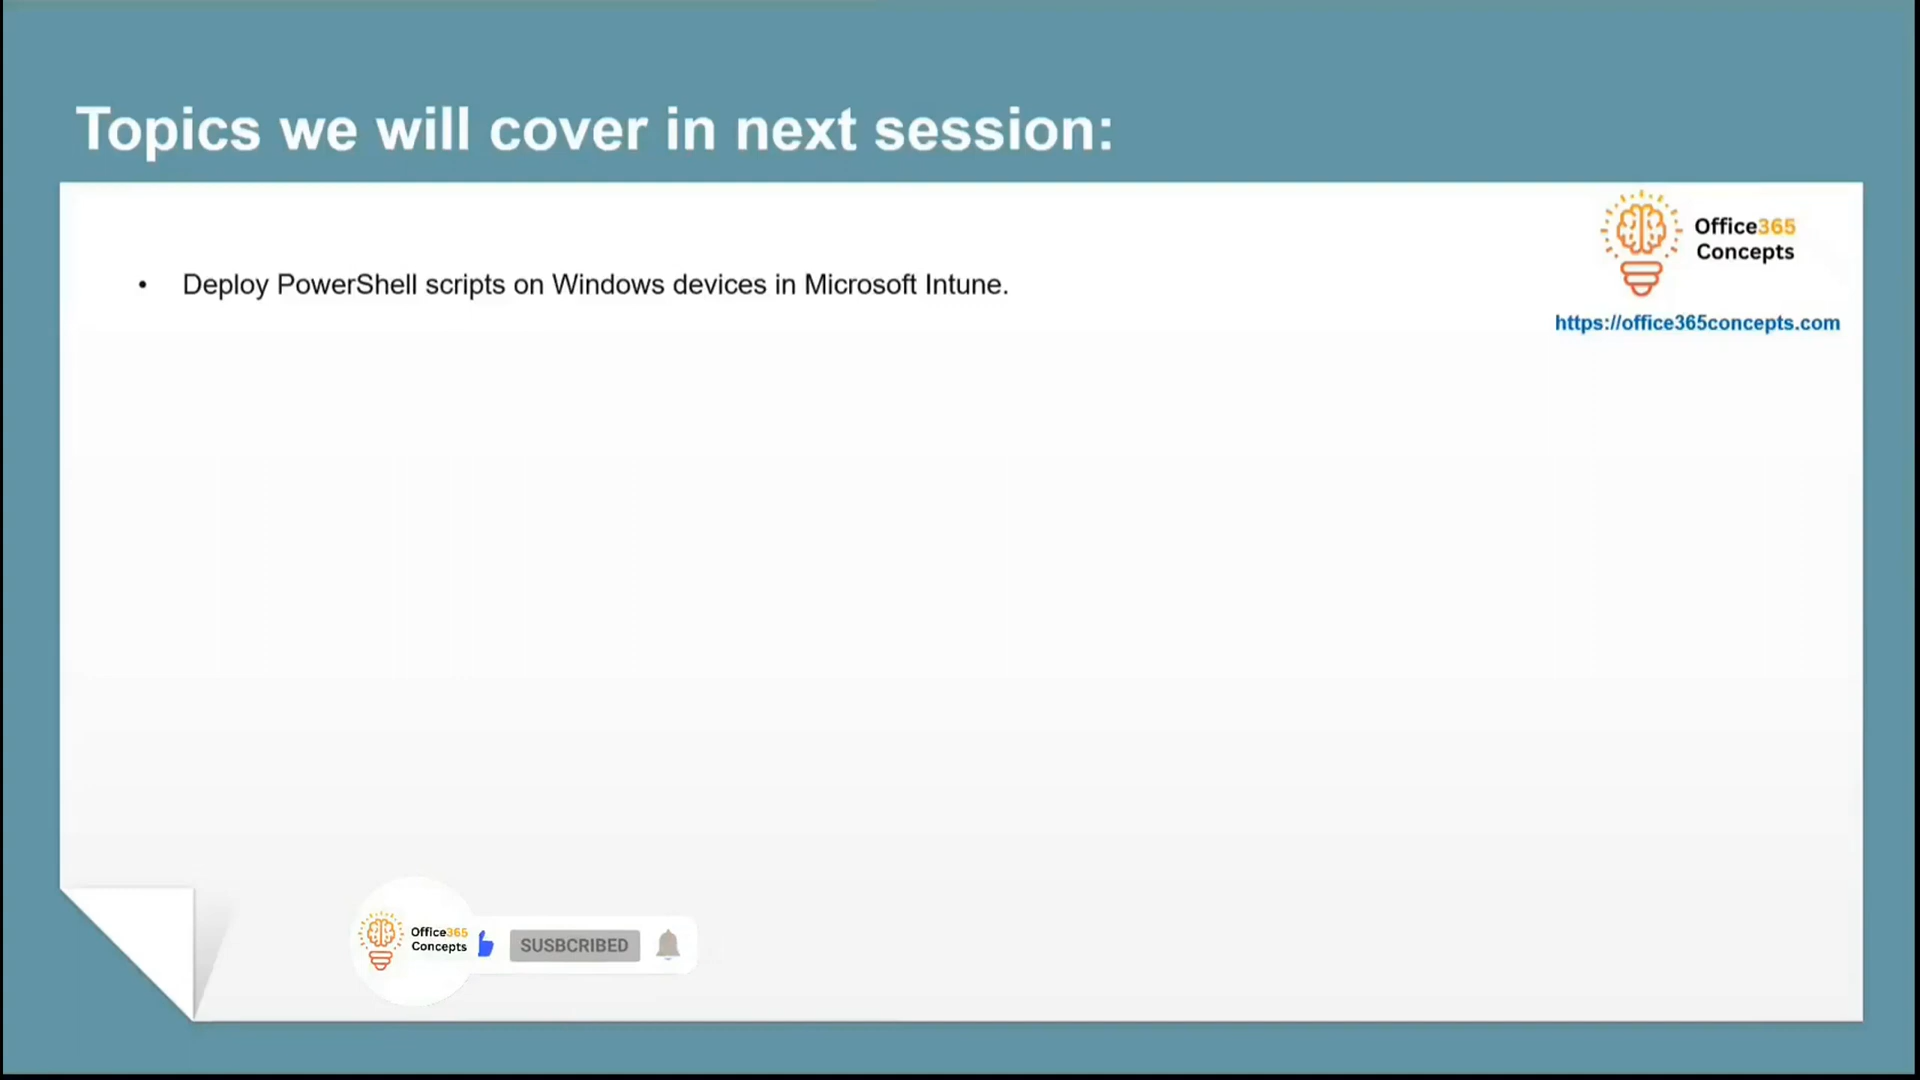 Topics we will cover in next session:
• Deploy PowerShell scripts on Windows devices in Microsoft Intune.
Office365
Concepts
https://office365concepts.com
Office365
Concepts
SUSBCRIBED